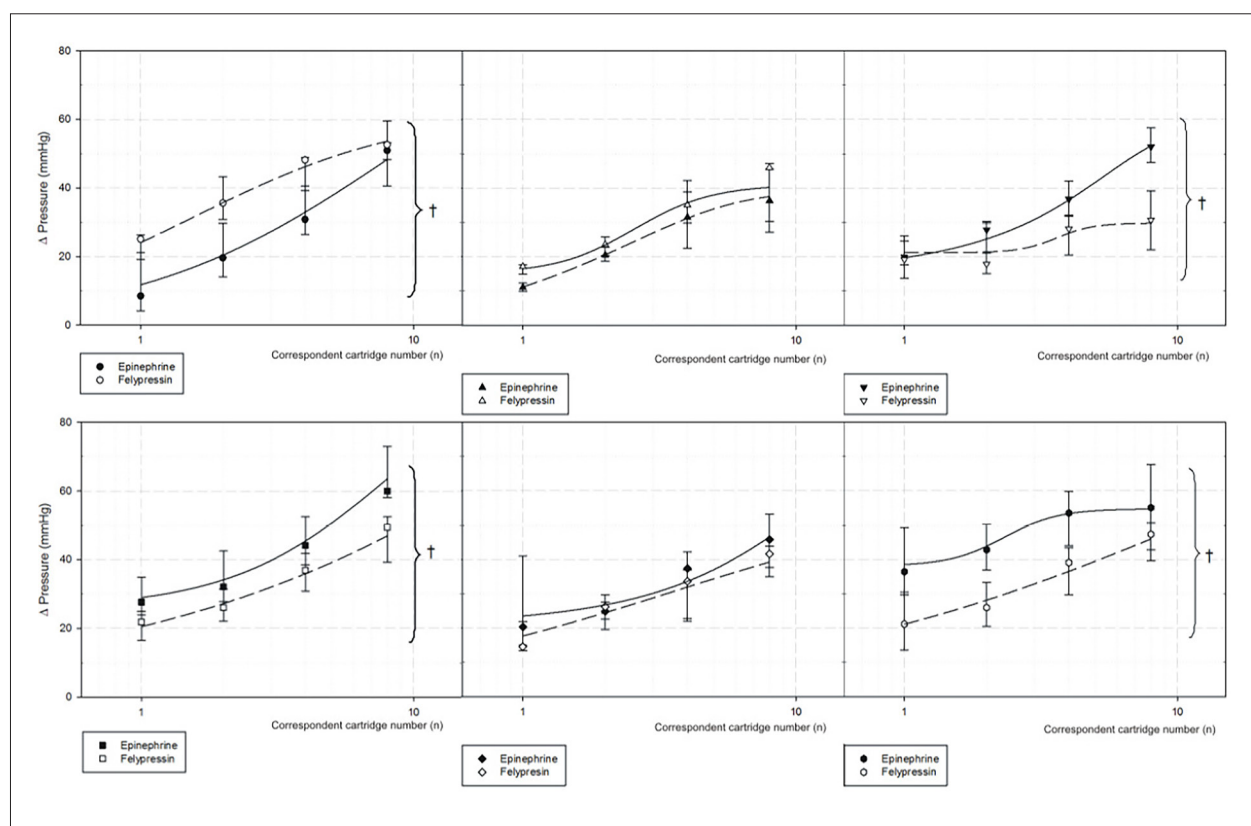 80
60
40
20
0
Δ Pressure (mmHg)
†
†
1
10
Correspondent cartridge number (n)
1
10
Correspondent cartridge number (n)
1
10
Correspondent cartridge number (n)
Epinephrine
Felypressin
Epinephrine
Felypressin
Epinephrine
Felypressin
80
60
40
20
0
Δ Pressure (mmHg)
†
†
1
10
Correspondent cartridge number (n)
1
10
Correspondent cartridge number (n)
1
10
Correspondent cartridge number (n)
Epinephrine
Felypressin
Epinephrine
Felypresin
Epinephrine
Felypressin